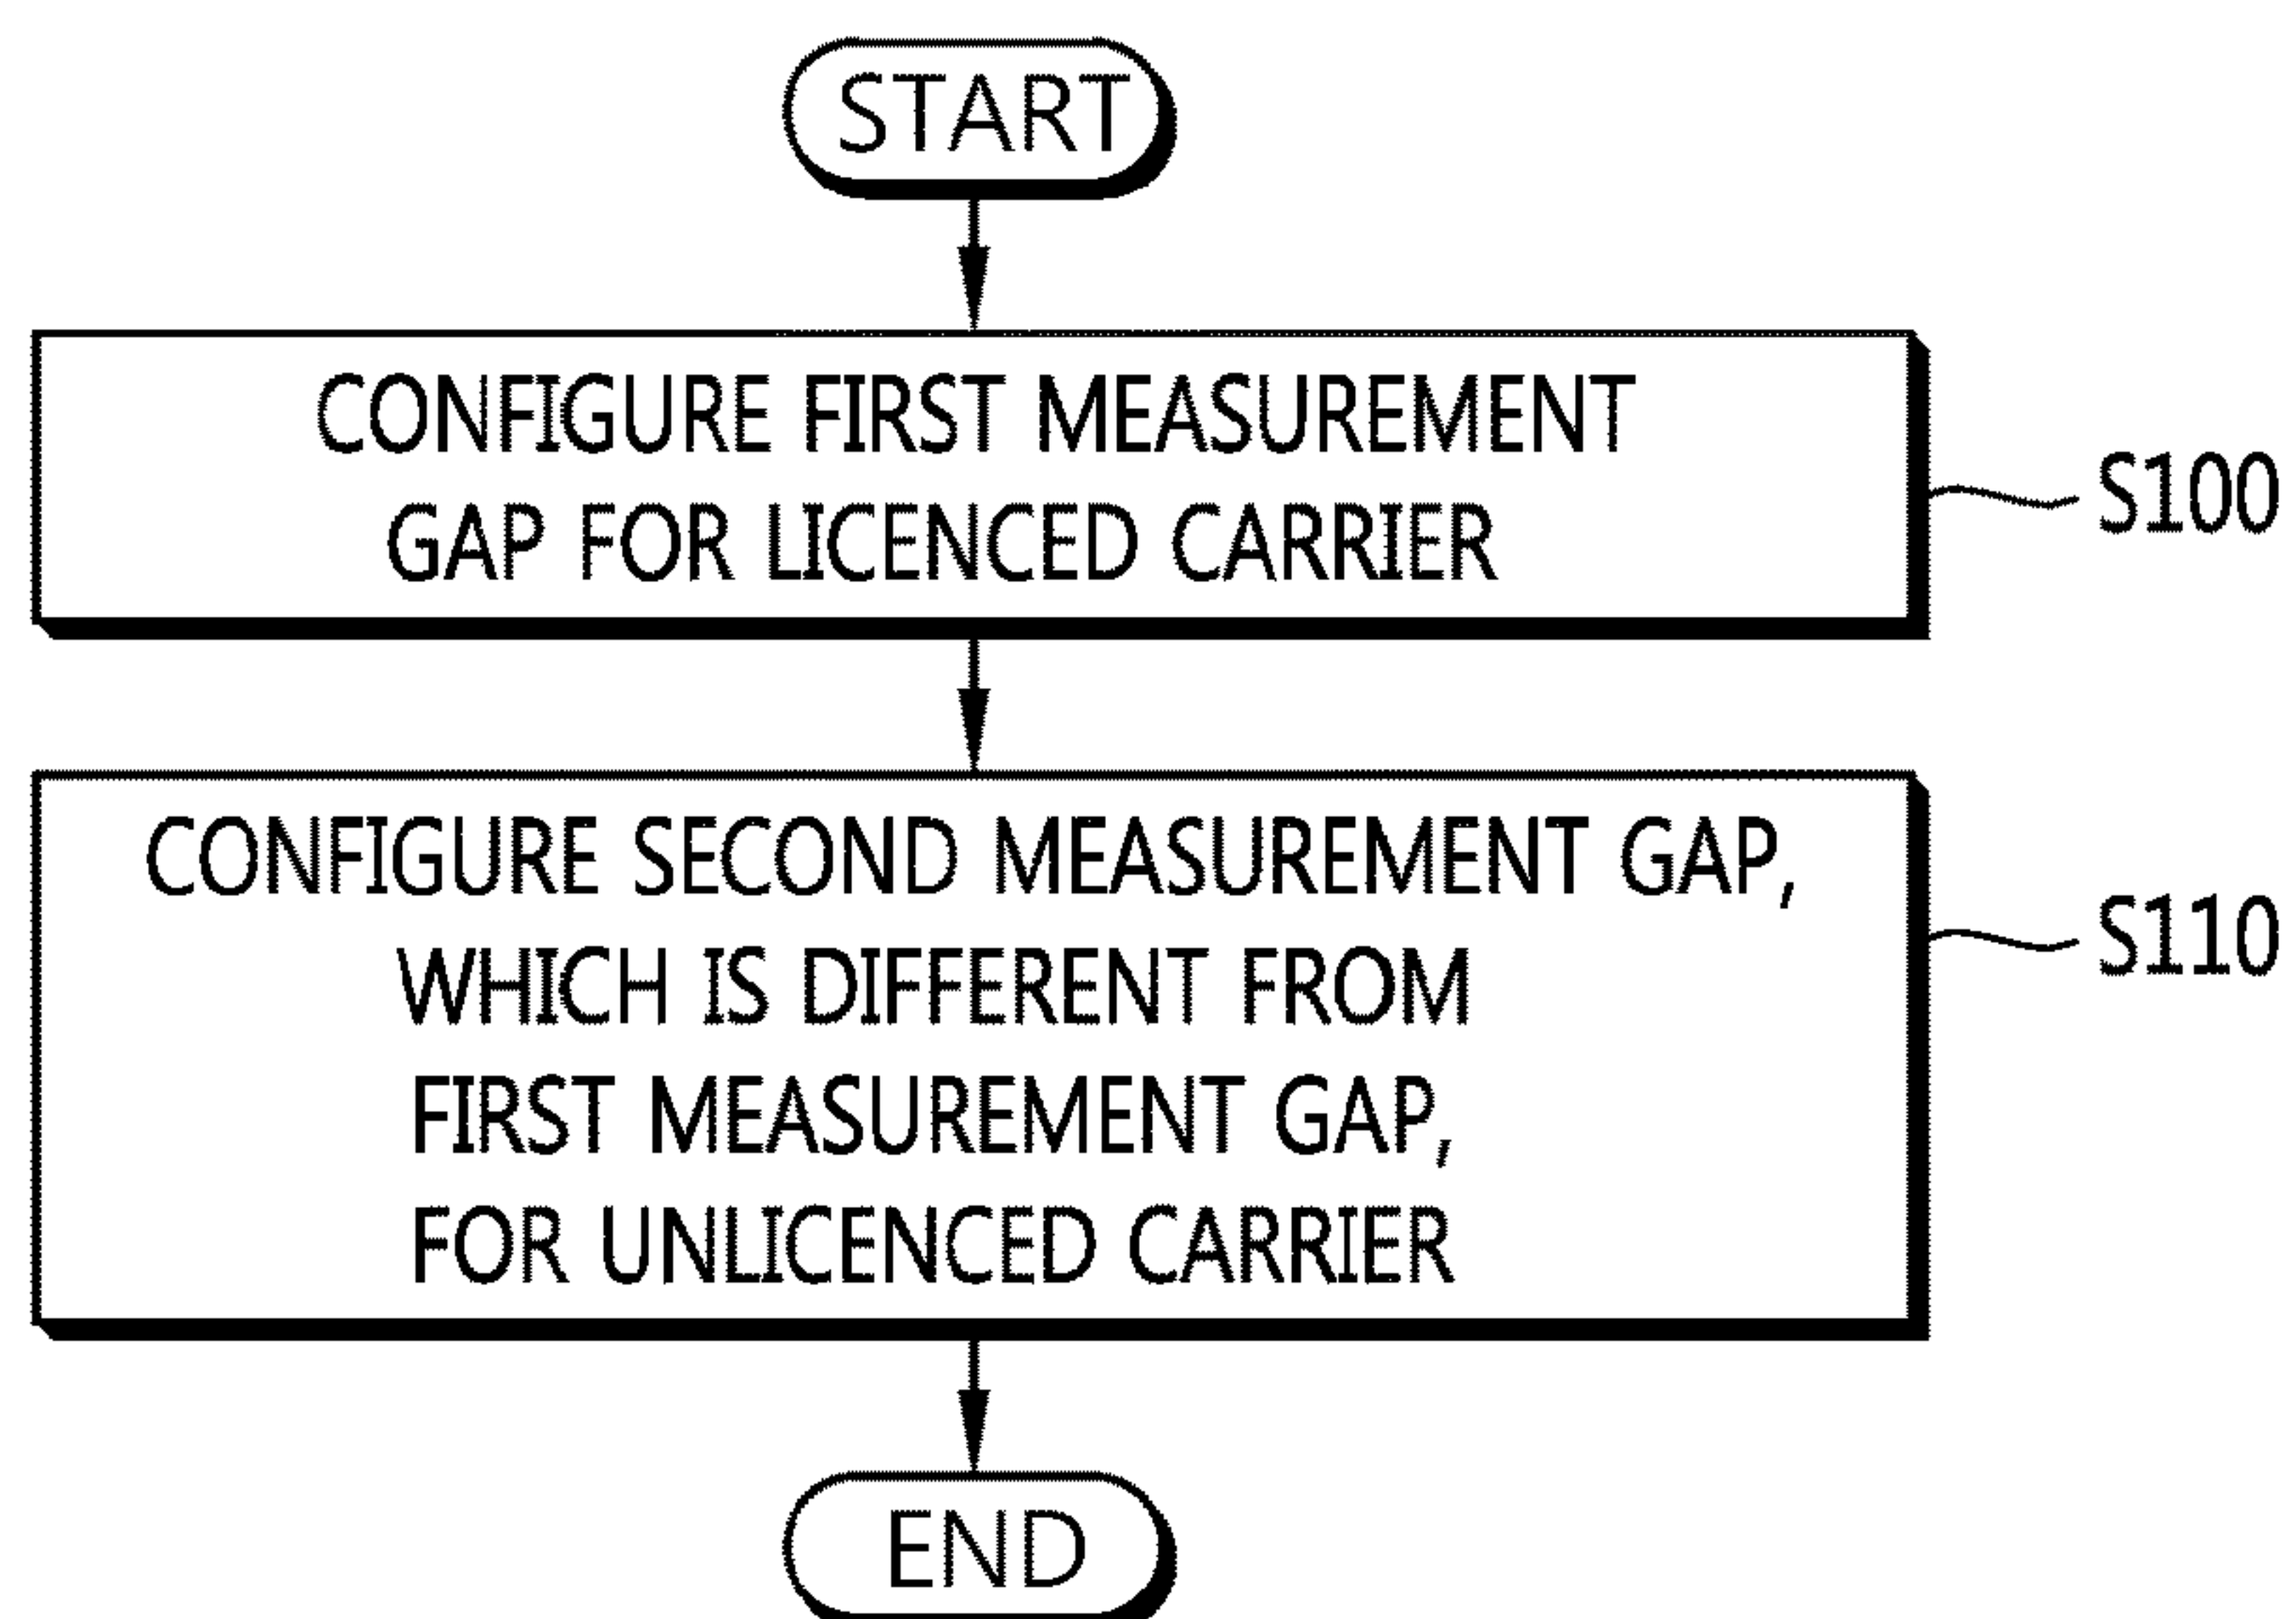 START
CONFIGURE FIRST MEASUREMENT
GAP FOR LICENCED CARRIER
S100
CONFIGURE SECOND MEASUREMENT GAP,
WHICH IS DIFFERENT FROM
FIRST MEASUREMENT GAP,
FOR UNLICENCED CARRIER
S110
END